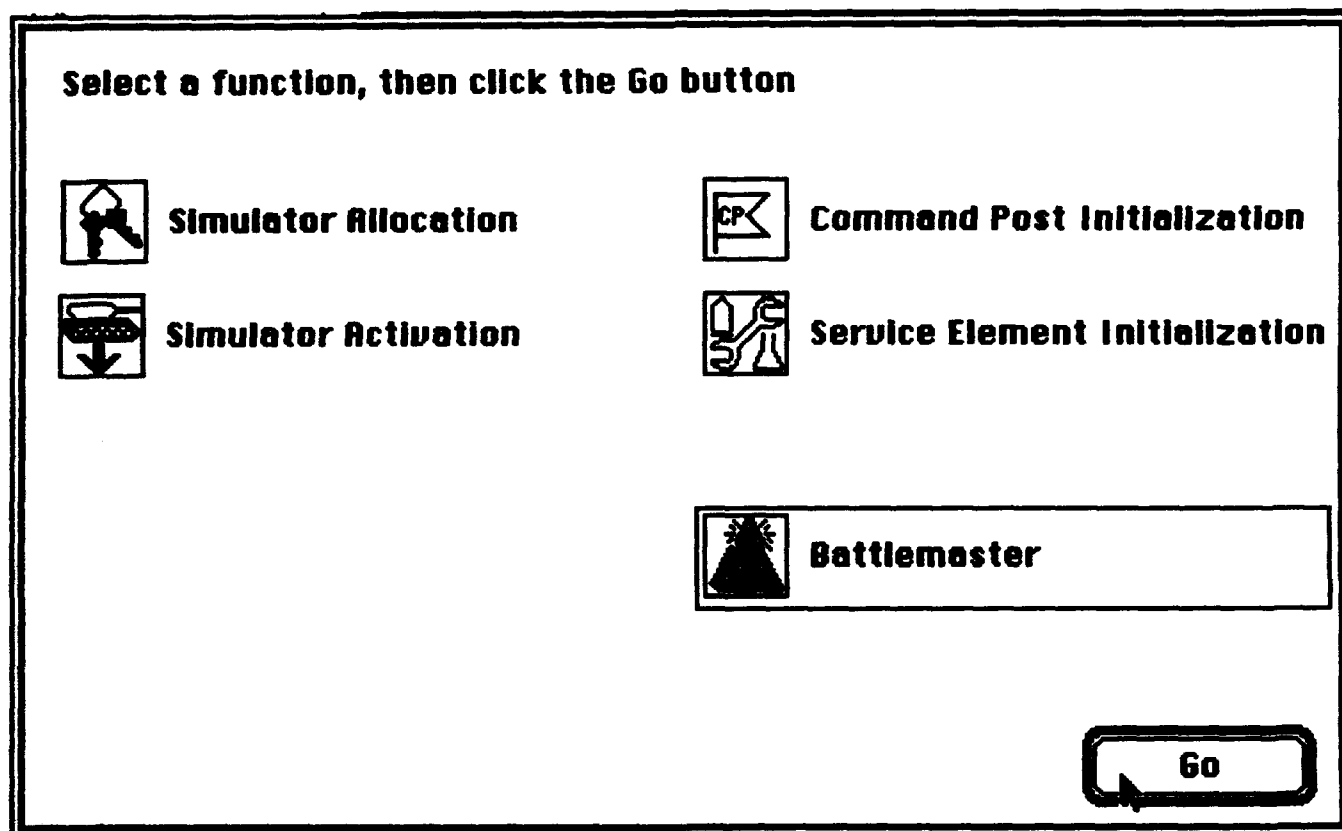 Select a function, then click the Go button
Simulator Allocation
CP
Command Post Initialization
Simulator Activation
Service Element Initialization
Battlemaster
Go